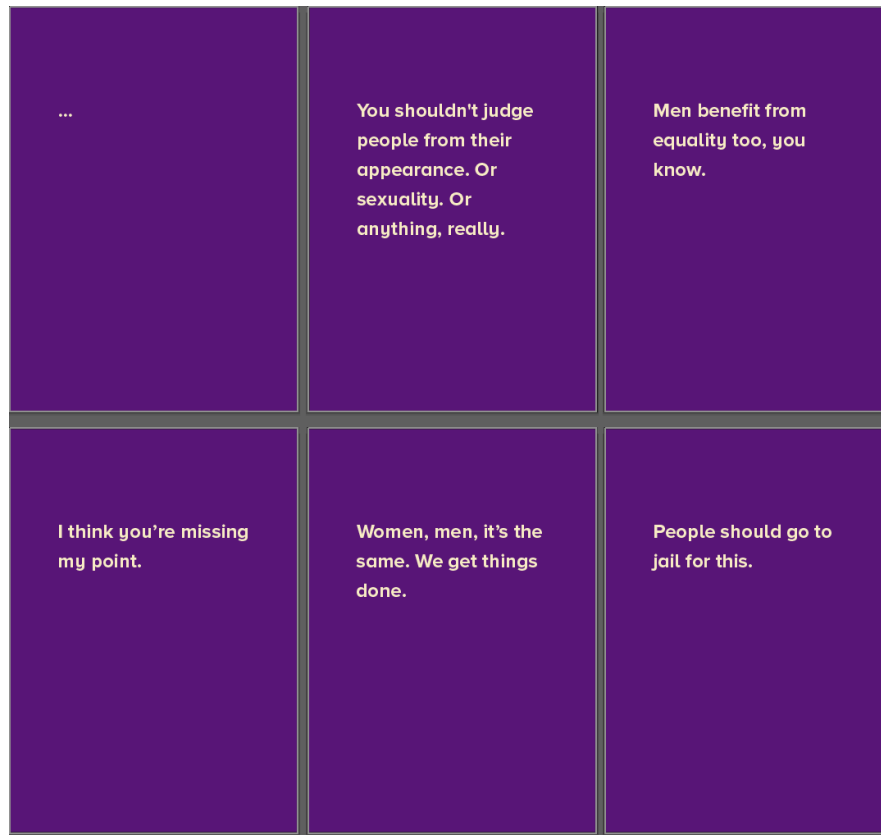 ...
You shouldn't judge
people from their
appearance. Or
sexuality. Or
anything, really.
Men benefit from
equality too, you
know.
I think you’re missing
my point.
Women, men, it’s the
same. We get things
done.
People should go to
jail for this.